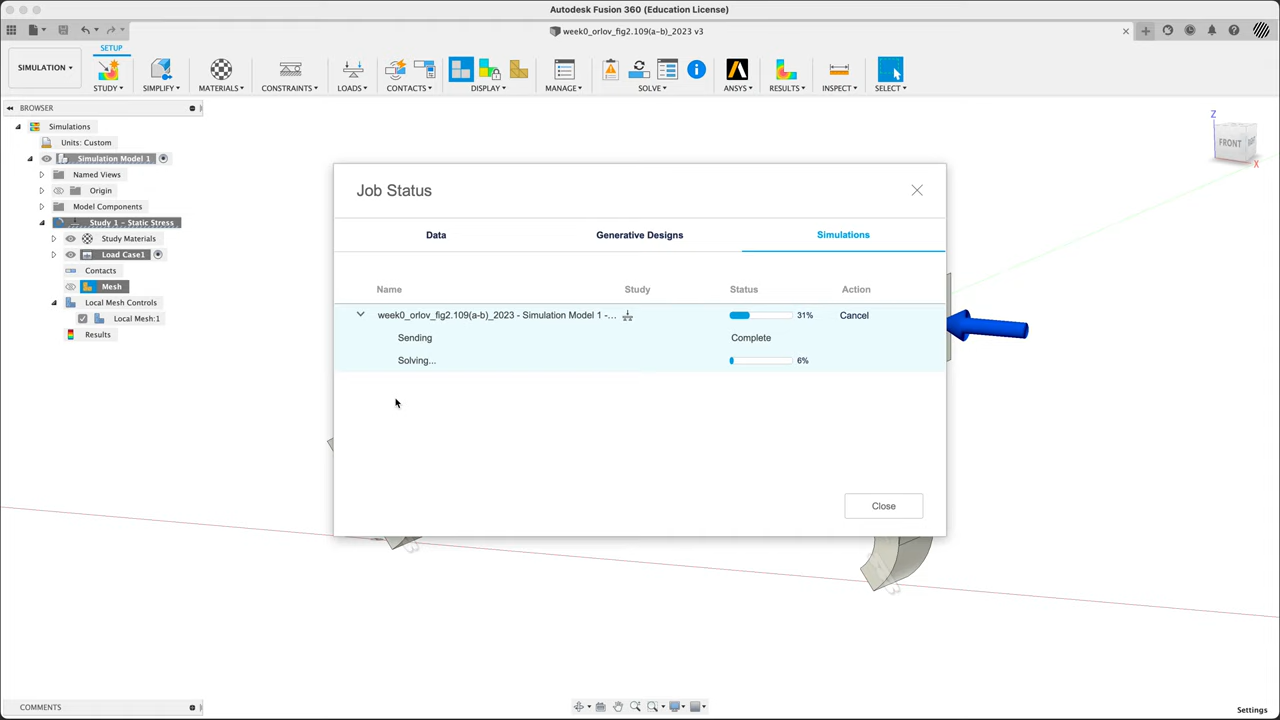 Autodesk Fusion 360 (Education License)
week0_orlov_fig2.109(a-b)_2023 v3
SETUP
SIMULATION
STUDY
SIMPLIFY
MATERIALS
CONSTRAINTS
LOADS
CONTACTS
DISPLAY
MANAGE
SOLVE
ANSYS
RESULTS
INSPECT
SELECT
BROWSER
Simulations
Units: Custom
Simulation Model 1
Named Views
Origin
Model Components
Study 1 - Static Stress
Study Materials
Load Case1
Contacts
Mesh
Local Mesh Controls
Local Mesh:1
Results
Z
FRONT
X
Job Status
Data Generative Designs Simulations
Name Study Status Action
week0_orlov_fig2.109(a-b)_2023 - Simulation Model 1 -... 31% Cancel
Sending Complete
Solving... 6%
Close
COMMENTS
Settings